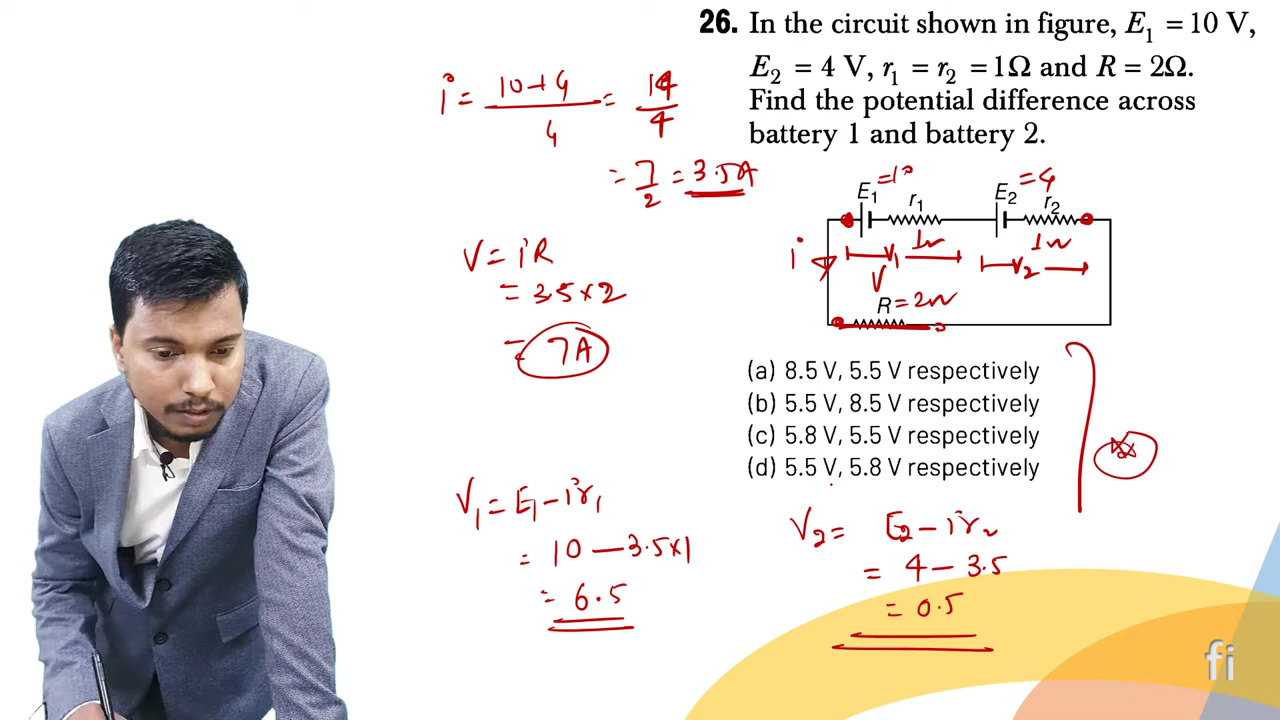 26. In the circuit shown in figure, E₁ = 10 V,
E₂ = 4 V, r₁ = r₂ = 1Ω and R = 2Ω.
Find the potential difference across
battery 1 and battery 2.
i = (10+4)/4 = 14/4
= 7/2 = 3.5A
E₁ =10 r₁ E₂ =4 r₂
1Ω 1Ω
i V₁ V₂
V
R =2Ω
V = iR
= 3.5×2
= 7A
(a) 8.5 V, 5.5 V respectively
(b) 5.5 V, 8.5 V respectively
(c) 5.8 V, 5.5 V respectively
(d) 5.5 V, 5.8 V respectively
V₁ = E₁ – ir₁
= 10 – 3.5×1
= 6.5
V₂ = E₂ – ir₂
= 4 – 3.5
= 0.5
fi